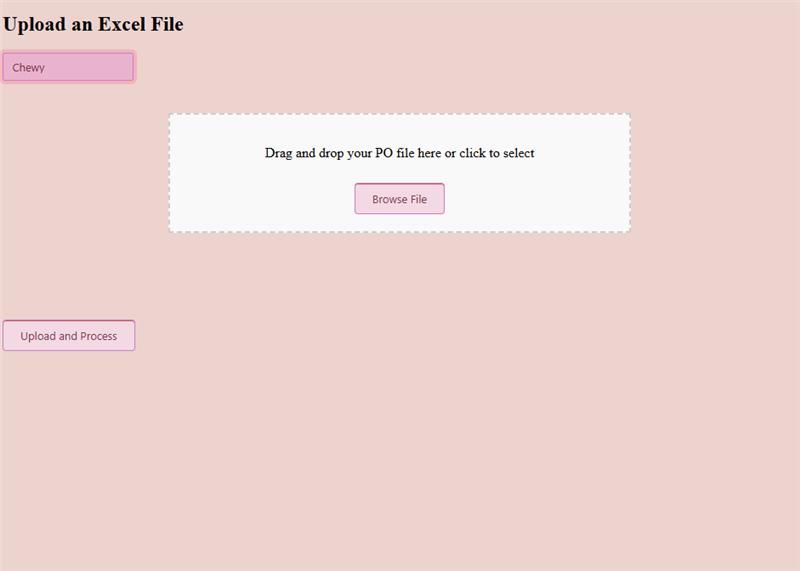 Upload an Excel File
Chewy
Drag and drop your PO file here or click to select
Browse File
Upload and Process